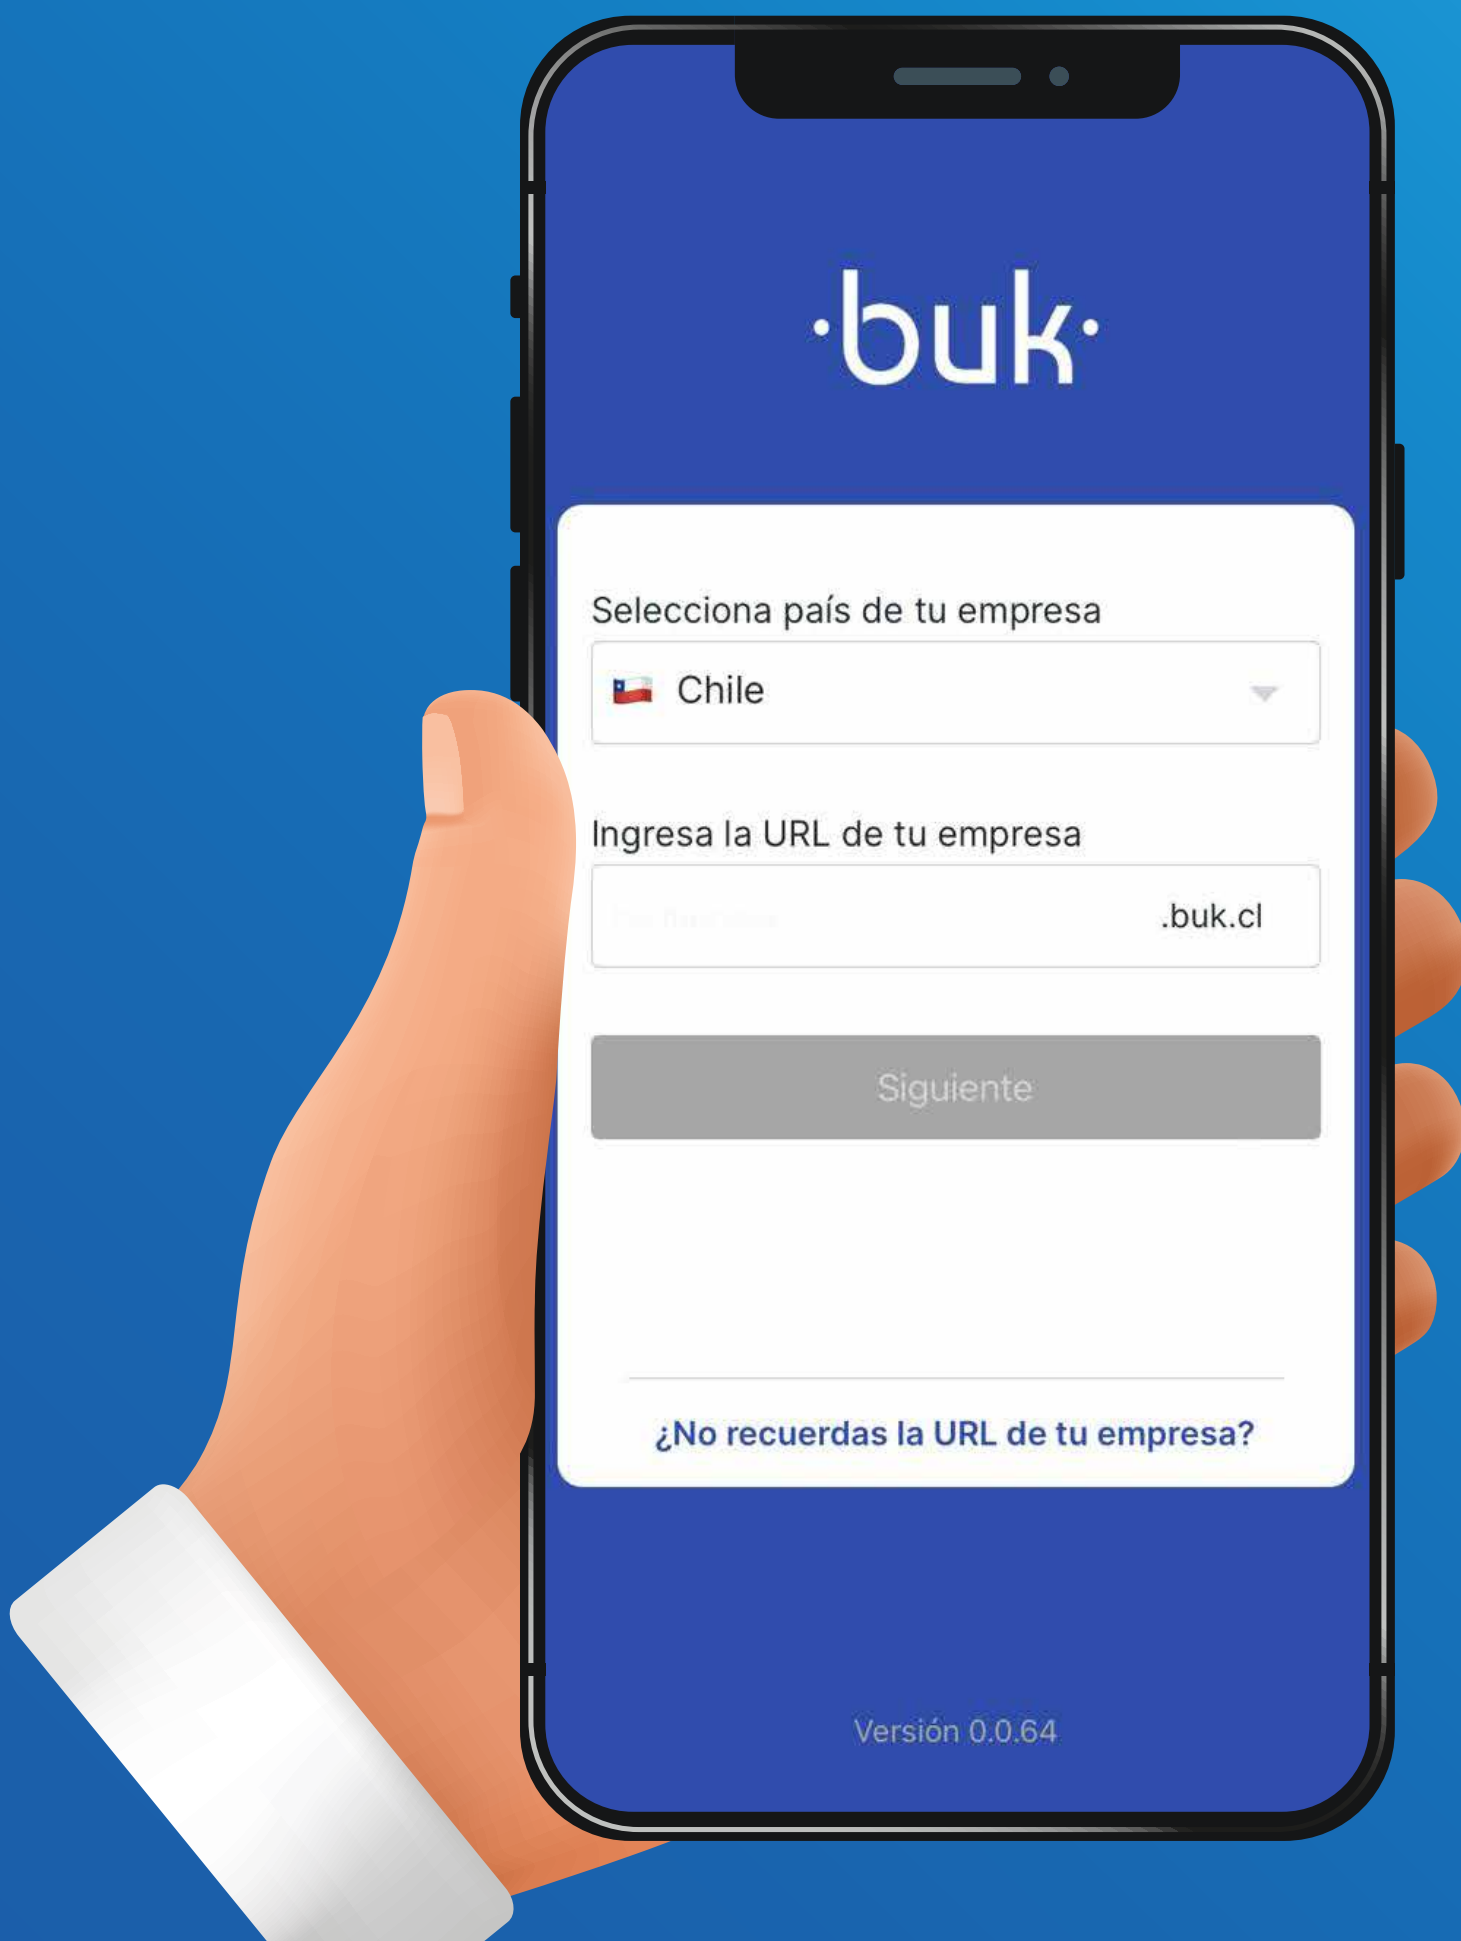 ·buk·
Selecciona país de tu empresa
Chile
Ingresa la URL de tu empresa
.buk.cl
Siguiente
¿No recuerdas la URL de tu empresa?
Versión 0.0.64